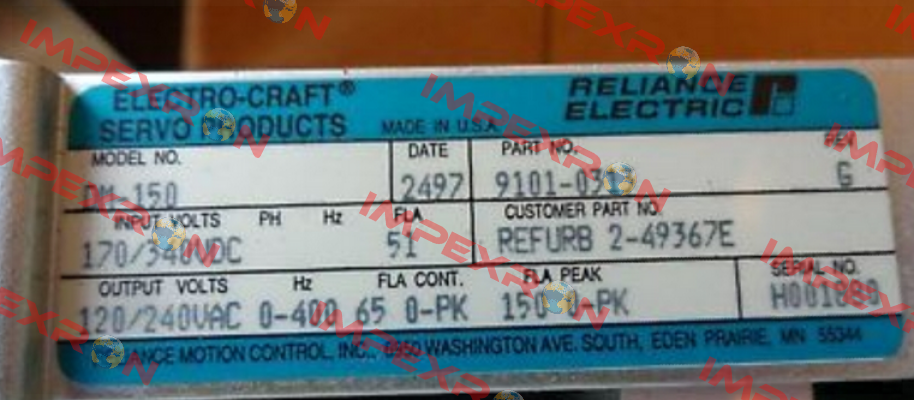 ELECTRO-CRAFT® RELIANCE
SERVO PRODUCTS MADE IN U.S.A. ELECTRIC
MODEL NO. DATE PART NO. REV
DM 150 2497 G
INPUT VOLTS PH Hz FLA CUSTOMER PART NO.
170/340VDC 51 REFURB 2-49367E
OUTPUT VOLTS Hz FLA CONT. FLA PEAK SERIAL NO.
120/240VAC 0-400 65 0-PK 150 0-PK
RELIANCE MOTION CONTROL, INC., 6950 WASHINGTON AVE. SOUTH, EDEN PRAIRIE, MN 55344
IMPEXRON